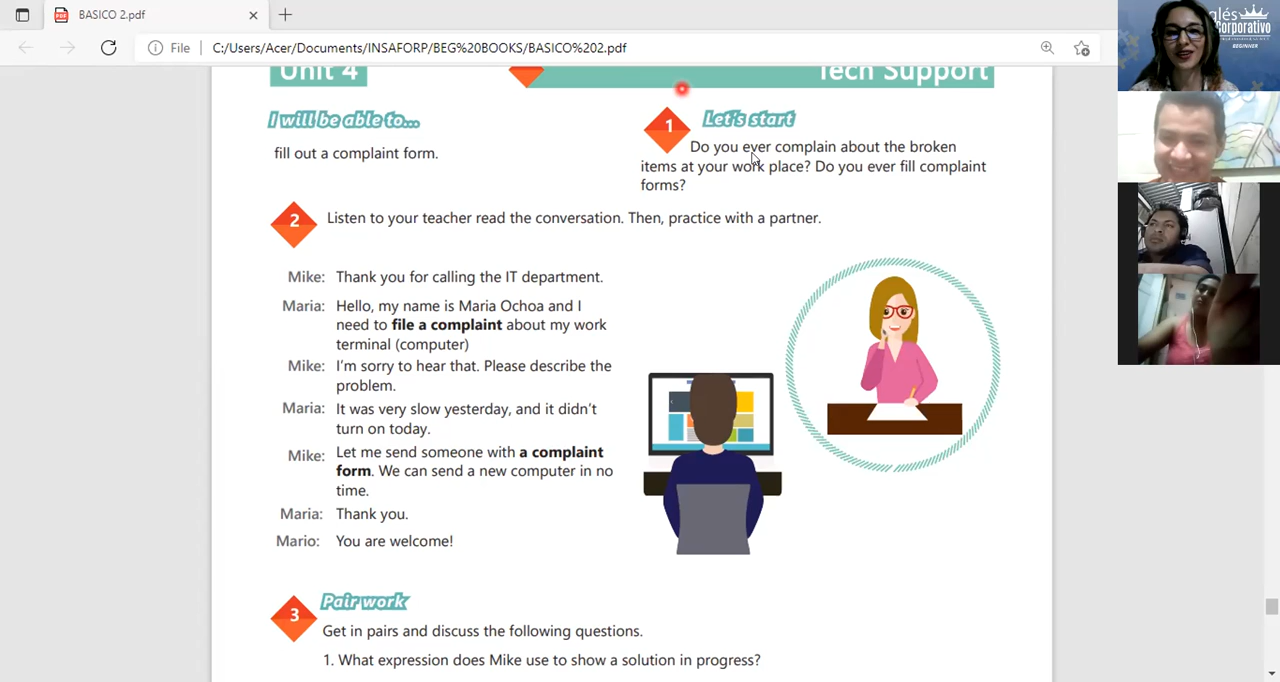 BASICO 2.pdf
File
C:/Users/Acer/Documents/INSAFORP/BEG%20BOOKS/BASICO%202.pdf
glés
Corporativo
BEGINNER
Unit 4
Tech Support
I will be able to...
fill out a complaint form.
1
Let's start
Do you ever complain about the broken
items at your work place? Do you ever fill complaint
forms?
2
Listen to your teacher read the conversation. Then, practice with a partner.
Mike: Thank you for calling the IT department.
Maria: Hello, my name is Maria Ochoa and I
need to file a complaint about my work
terminal (computer)
Mike: I'm sorry to hear that. Please describe the
problem.
Maria: It was very slow yesterday, and it didn't
turn on today.
Mike: Let me send someone with a complaint
form. We can send a new computer in no
time.
Maria: Thank you.
Mario: You are welcome!
3
Pair work
Get in pairs and discuss the following questions.
1. What expression does Mike use to show a solution in progress?